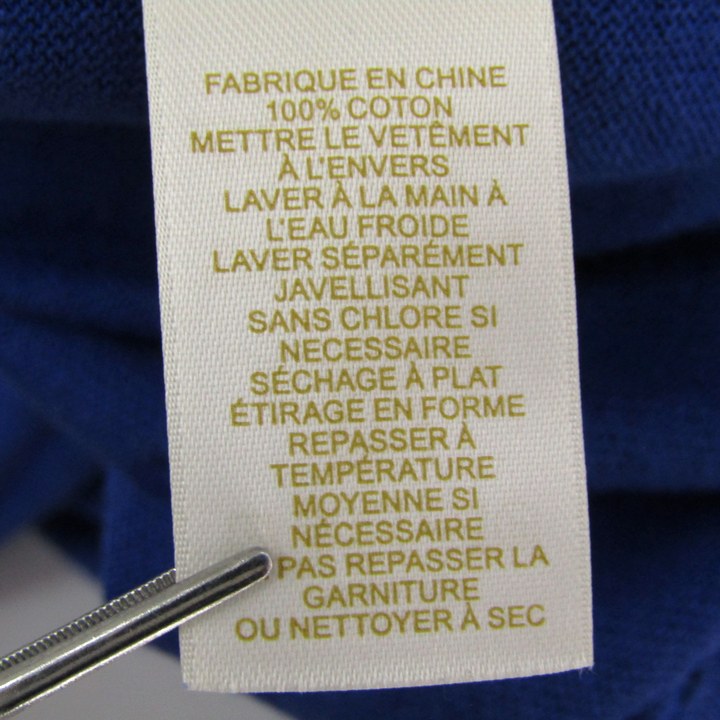 FABRIQUE EN CHINE
100% COTON
METTRE LE VETÊMENT
À L'ENVERS
LAVER À LA MAIN À
L'EAU FROIDE
LAVER SÉPARÉMENT
JAVELLISANT
SANS CHLORE SI
NECESSAIRE
SÉCHAGE À PLAT
ÉTIRAGE EN FORME
REPASSER À
TEMPÉRATURE
MOYENNE SI
NÉCESSAIRE
PAS REPASSER LA
GARNITURE
OU NETTOYER À SEC